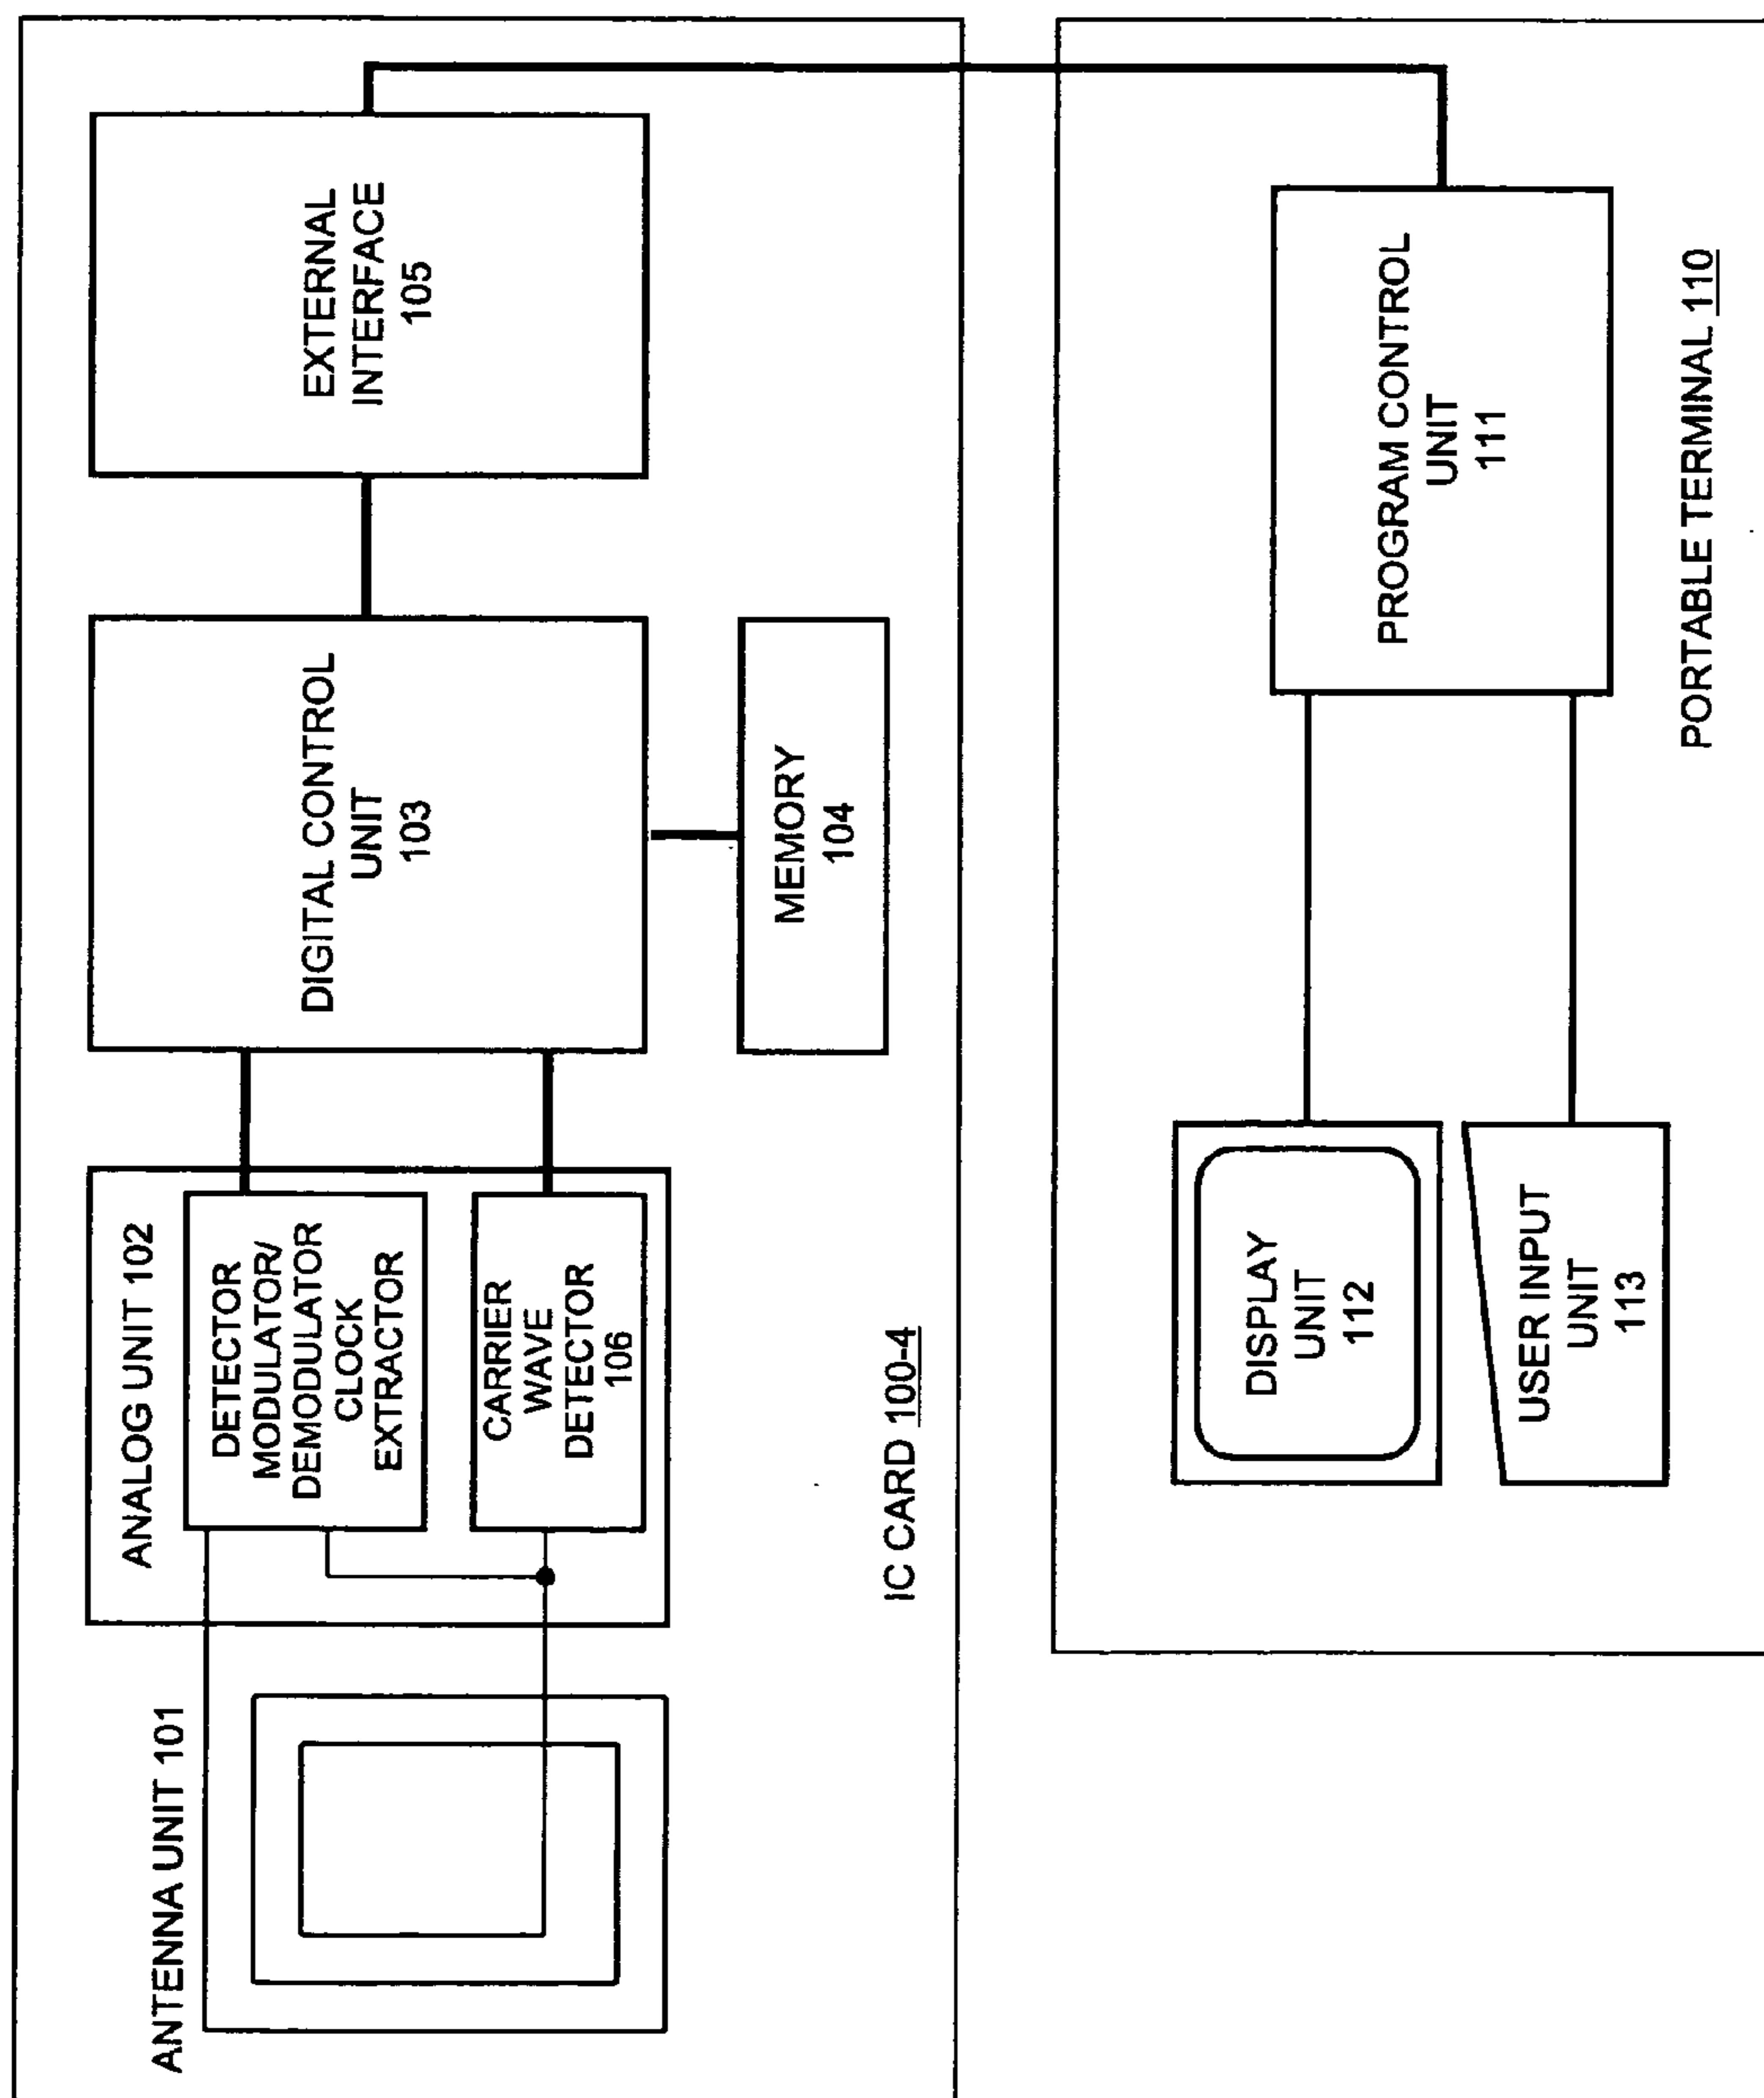 ANTENNA UNIT 101
ANALOG UNIT 102
DETECTOR
MODULATOR/
DEMODULATOR
CLOCK
EXTRACTOR
CARRIER
WAVE
DETECTOR
106
DIGITAL CONTROL
UNIT
103
MEMORY
104
EXTERNAL
INTERFACE
105
IC CARD 100-4
DISPLAY
UNIT
112
USER INPUT
UNIT
113
PROGRAM CONTROL
UNIT
111
PORTABLE TERMINAL 110